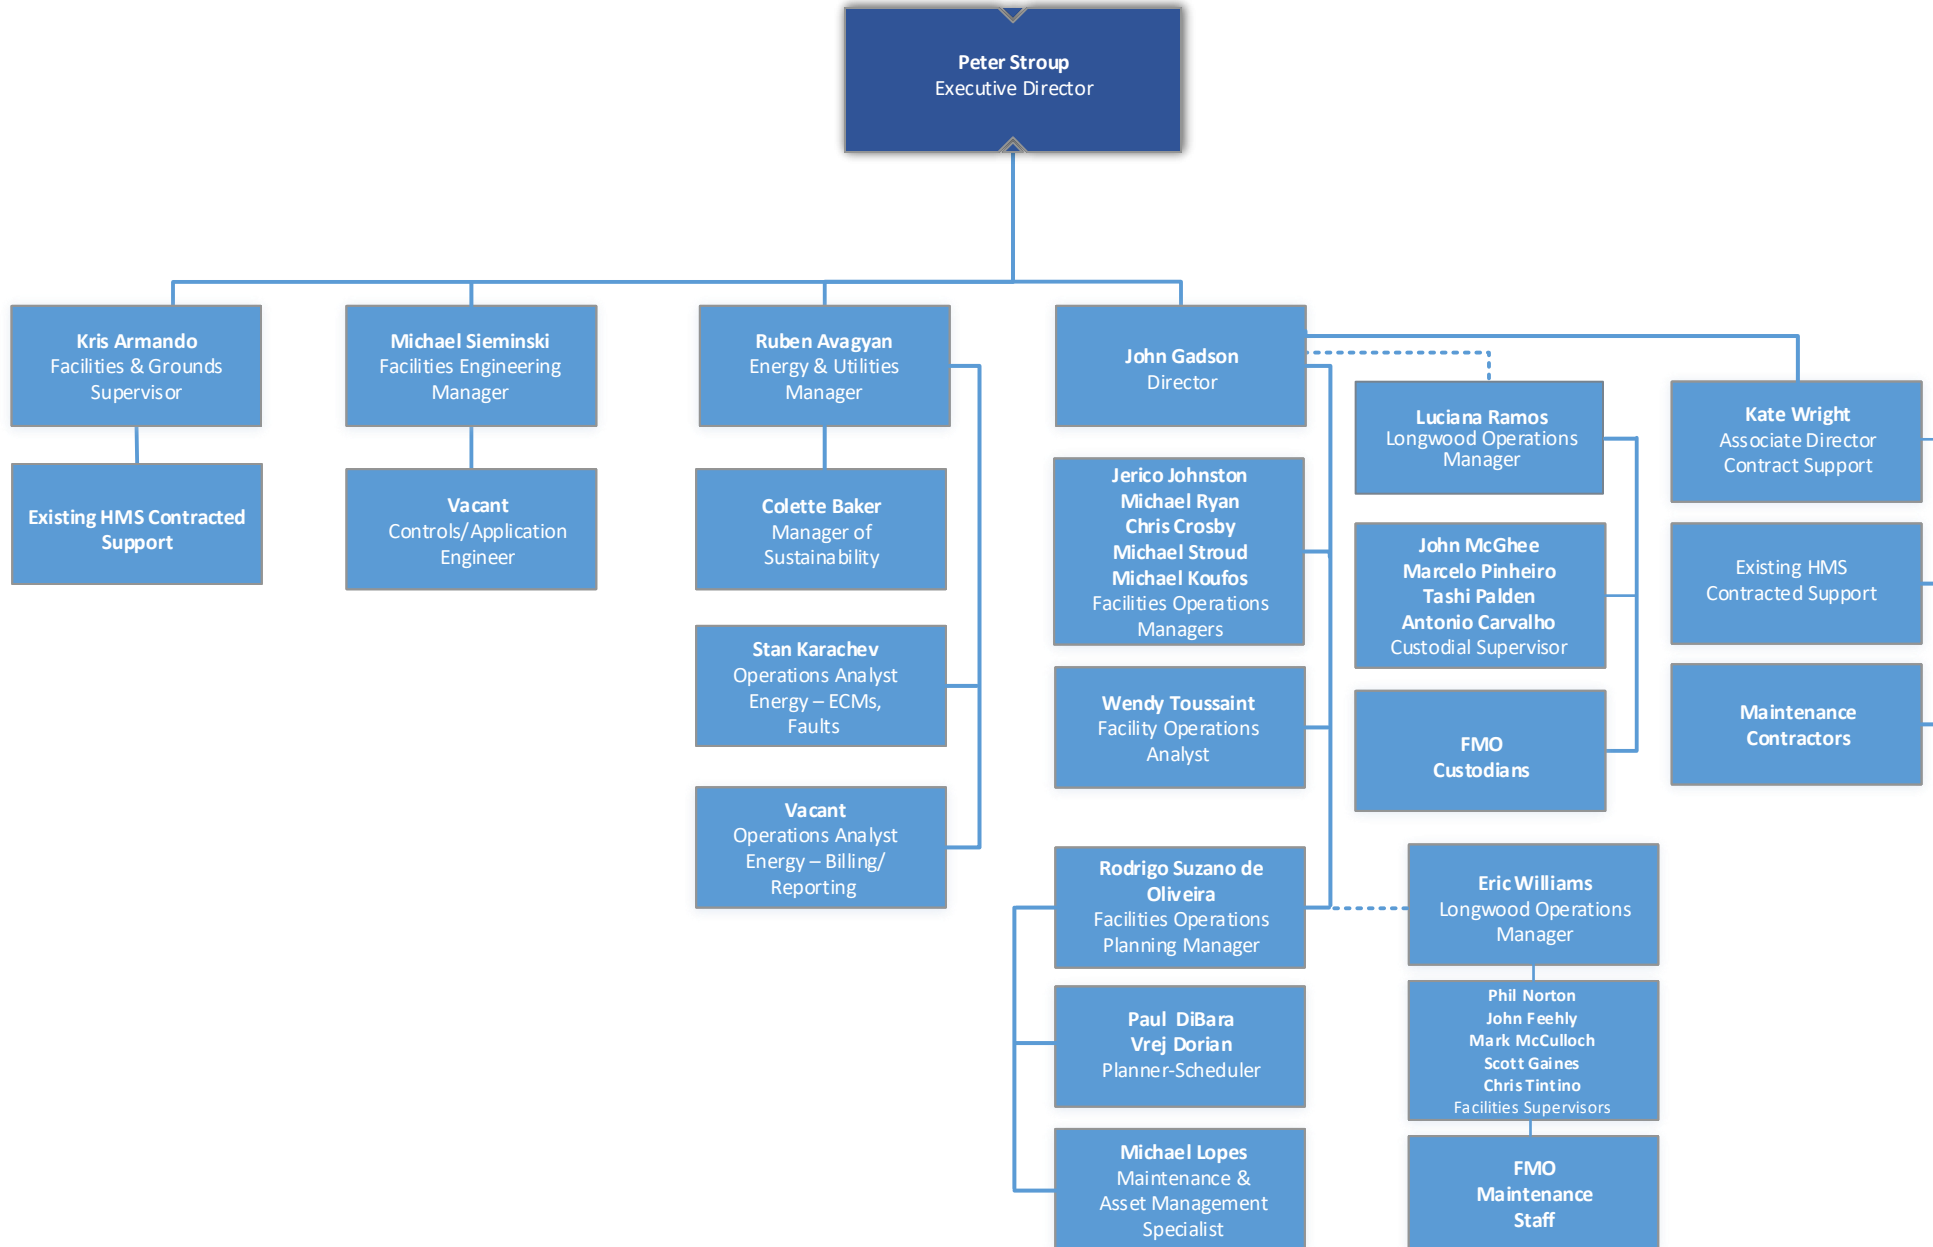 Peter Stroup
Executive Director
Kris Armando
Facilities & Grounds
Supervisor
Existing HMS Contracted
Support
Michael Sieminski
Facilities Engineering
Manager
Vacant
Controls/Application
Engineer
Ruben Avagyan
Energy & Utilities
Manager
Colette Baker
Manager of
Sustainability
Stan Karachev
Operations Analyst
Energy – ECMs,
Faults
Vacant
Operations Analyst
Energy – Billing/
Reporting
John Gadson
Director
Jerico Johnston
Michael Ryan
Chris Crosby
Michael Stroud
Michael Koufos
Facilities Operations
Managers
Wendy Toussaint
Facility Operations
Analyst
Rodrigo Suzano de
Oliveira
Facilities Operations
Planning Manager
Paul DiBara
Vrej Dorian
Planner-Scheduler
Michael Lopes
Maintenance &
Asset Management
Specialist
Luciana Ramos
Longwood Operations
Manager
John McGhee
Marcelo Pinheiro
Tashi Palden
Antonio Carvalho
Custodial Supervisor
FMO
Custodians
Eric Williams
Longwood Operations
Manager
Phil Norton
John Feehly
Mark McCulloch
Scott Gaines
Chris Tintino
Facilities Supervisors
FMO
Maintenance
Staff
Kate Wright
Associate Director
Contract Support
Existing HMS
Contracted Support
Maintenance
Contractors